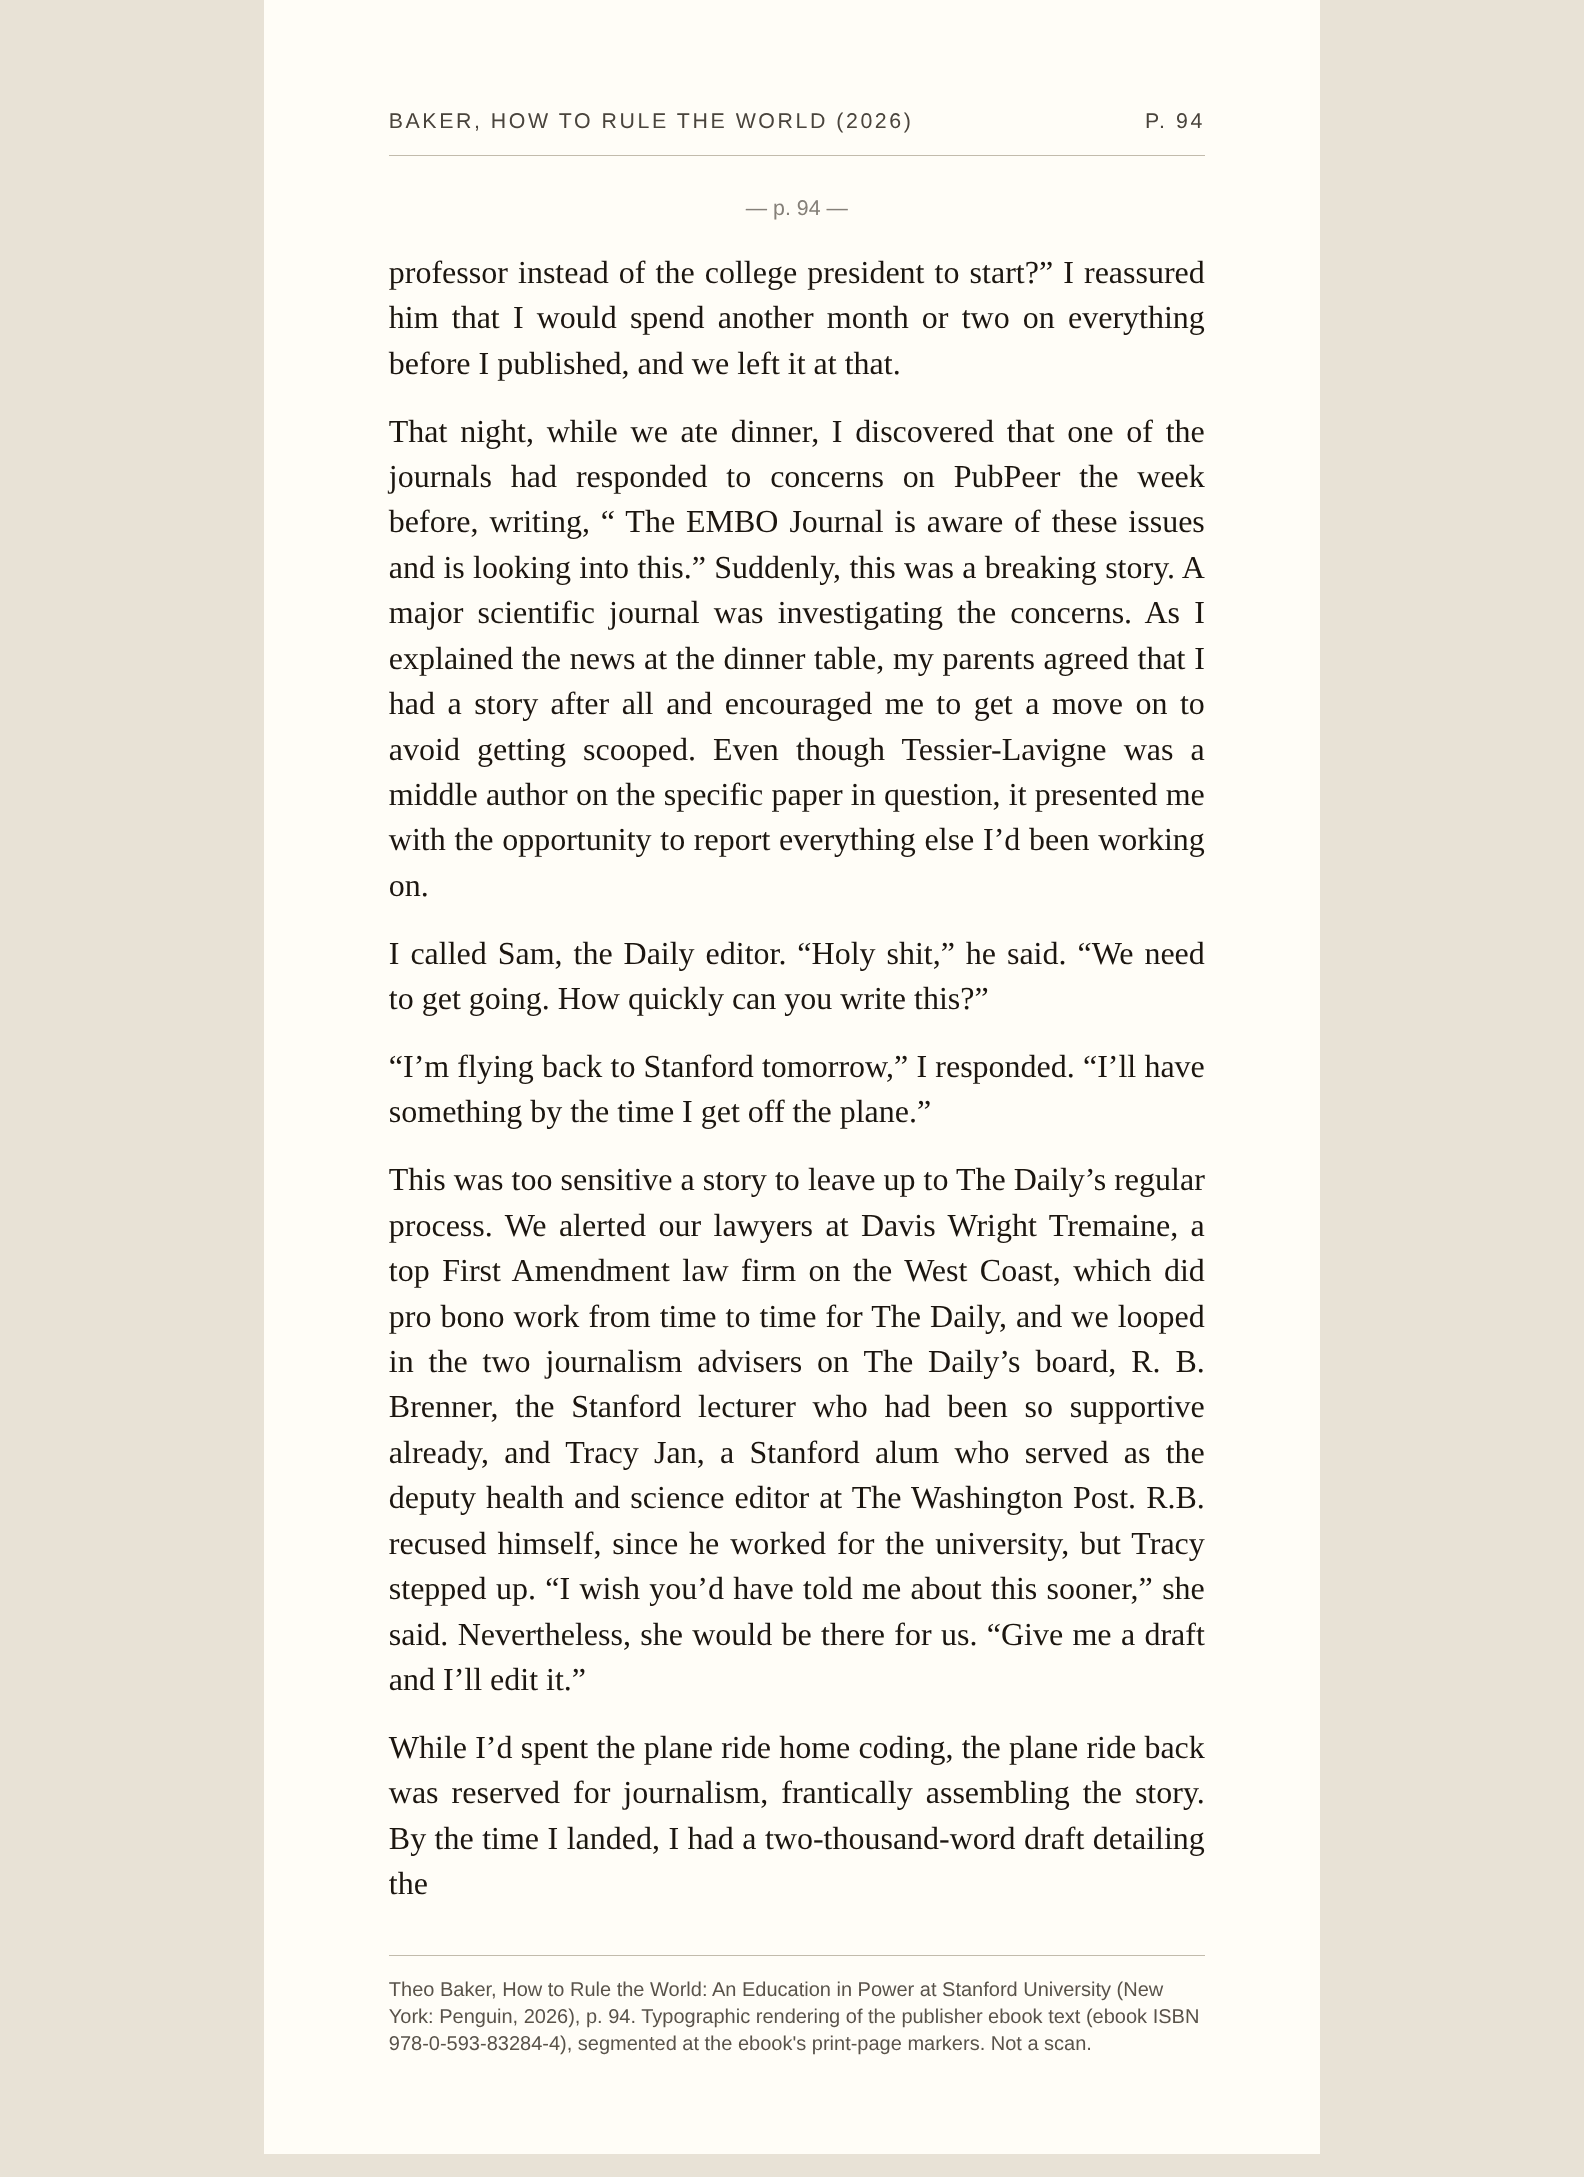 BAKER, HOW TO RULE THE WORLD (2026) P. 94
— p. 94 —
professor instead of the college president to start?” I reassured
him that I would spend another month or two on everything
before I published, and we left it at that.
That night, while we ate dinner, I discovered that one of the
journals had responded to concerns on PubPeer the week
before, writing, “ The EMBO Journal is aware of these issues
and is looking into this.” Suddenly, this was a breaking story. A
major scientific journal was investigating the concerns. As I
explained the news at the dinner table, my parents agreed that I
had a story after all and encouraged me to get a move on to
avoid getting scooped. Even though Tessier-Lavigne was a
middle author on the specific paper in question, it presented me
with the opportunity to report everything else I’d been working
on.
I called Sam, the Daily editor. “Holy shit,” he said. “We need
to get going. How quickly can you write this?”
“I’m flying back to Stanford tomorrow,” I responded. “I’ll have
something by the time I get off the plane.”
This was too sensitive a story to leave up to The Daily’s regular
process. We alerted our lawyers at Davis Wright Tremaine, a
top First Amendment law firm on the West Coast, which did
pro bono work from time to time for The Daily, and we looped
in the two journalism advisers on The Daily’s board, R. B.
Brenner, the Stanford lecturer who had been so supportive
already, and Tracy Jan, a Stanford alum who served as the
deputy health and science editor at The Washington Post. R.B.
recused himself, since he worked for the university, but Tracy
stepped up. “I wish you’d have told me about this sooner,” she
said. Nevertheless, she would be there for us. “Give me a draft
and I’ll edit it.”
While I’d spent the plane ride home coding, the plane ride back
was reserved for journalism, frantically assembling the story.
By the time I landed, I had a two-thousand-word draft detailing
the
Theo Baker, How to Rule the World: An Education in Power at Stanford University (New
York: Penguin, 2026), p. 94. Typographic rendering of the publisher ebook text (ebook ISBN
978-0-593-83284-4), segmented at the ebook's print-page markers. Not a scan.